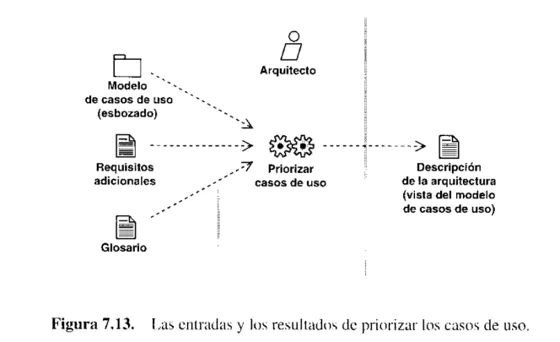 Arquitecto
Modelo
de casos de uso
(esbozado)
Requisitos
adicionales
Glosario
Priorizar
casos de uso
Descripción
de la arquitectura
(vista del modelo
de casos de uso)
Figura 7.13. Las entradas y los resultados de priorizar los casos de uso.